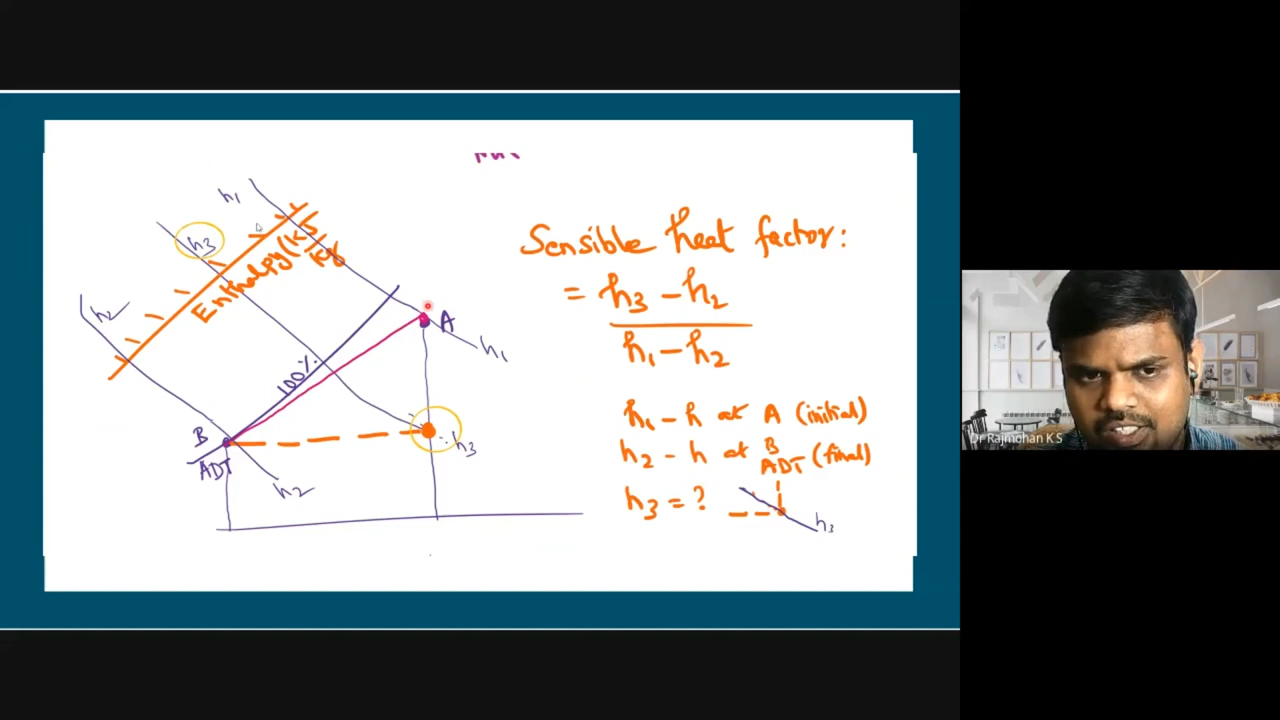 h1
h3
Enthalpy (KJ/Kg
h2
A
h1
100%
B
ADT
h3
h2
Sensible heat factor:
= h3 - h2
h1 - h2
h1 - h at A (initial)
h2 - h at B ADT (final)
h3 = ?
h3
Dr Rajmohan K S